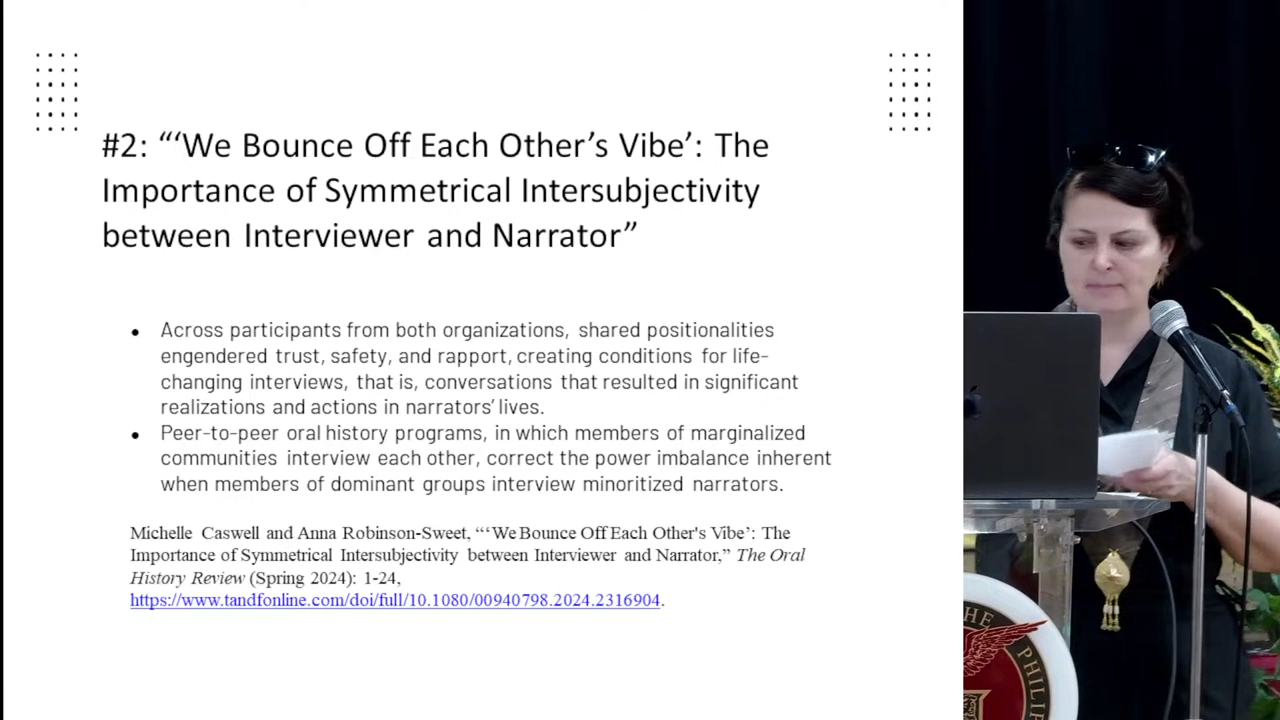 #2: “‘We Bounce Off Each Other’s Vibe’: The
Importance of Symmetrical Intersubjectivity
between Interviewer and Narrator”
• Across participants from both organizations, shared positionalities
engendered trust, safety, and rapport, creating conditions for life-
changing interviews, that is, conversations that resulted in significant
realizations and actions in narrators’ lives.
• Peer-to-peer oral history programs, in which members of marginalized
communities interview each other, correct the power imbalance inherent
when members of dominant groups interview minoritized narrators.
Michelle Caswell and Anna Robinson-Sweet, “‘We Bounce Off Each Other's Vibe’: The
Importance of Symmetrical Intersubjectivity between Interviewer and Narrator,” The Oral
History Review (Spring 2024): 1-24,
https://www.tandfonline.com/doi/full/10.1080/00940798.2024.2316904.
THE
PHILI